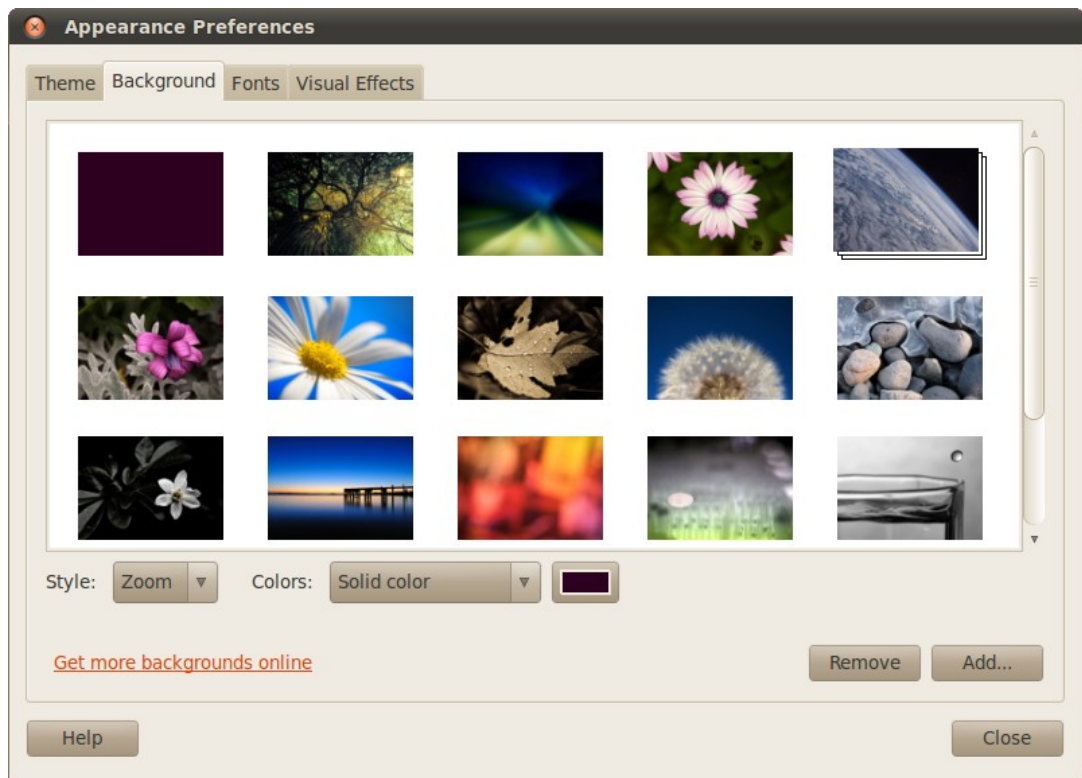 Appearance Preferences
Theme Background Fonts Visual Effects
Style: Zoom Colors: Solid color
Get more backgrounds online Remove Add...
Help Close